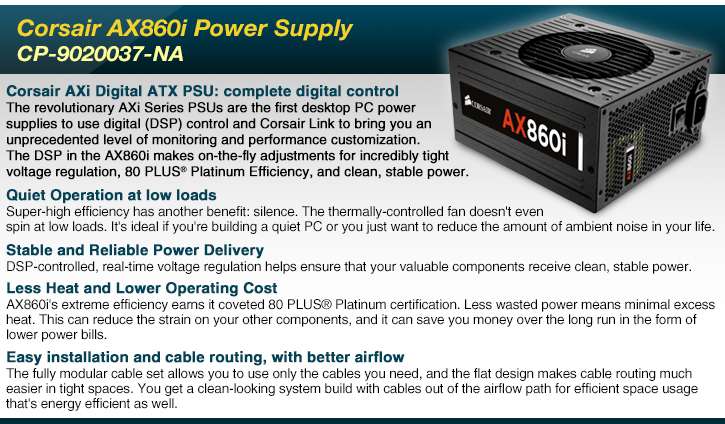 Corsair AX860i Power Supply
CP-9020037-NA
CORSAIR
AX860i
Corsair AXi Digital ATX PSU: complete digital control
The revolutionary AXi Series PSUs are the first desktop PC power
supplies to use digital (DSP) control and Corsair Link to bring you an
unprecedented level of monitoring and performance customization.
The DSP in the AX860i makes on-the-fly adjustments for incredibly tight
voltage regulation, 80 PLUS® Platinum Efficiency, and clean, stable power.
Quiet Operation at low loads
Super-high efficiency has another benefit: silence. The thermally-controlled fan doesn't even
spin at low loads. It's ideal if you're building a quiet PC or you just want to reduce the amount of ambient noise in your life.
Stable and Reliable Power Delivery
DSP-controlled, real-time voltage regulation helps ensure that your valuable components receive clean, stable power.
Less Heat and Lower Operating Cost
AX860i's extreme efficiency earns it coveted 80 PLUS® Platinum certification. Less wasted power means minimal excess
heat. This can reduce the strain on your other components, and it can save you money over the long run in the form of
lower power bills.
Easy installation and cable routing, with better airflow
The fully modular cable set allows you to use only the cables you need, and the flat design makes cable routing much
easier in tight spaces. You get a clean-looking system build with cables out of the airflow path for efficient space usage
that's energy efficient as well.